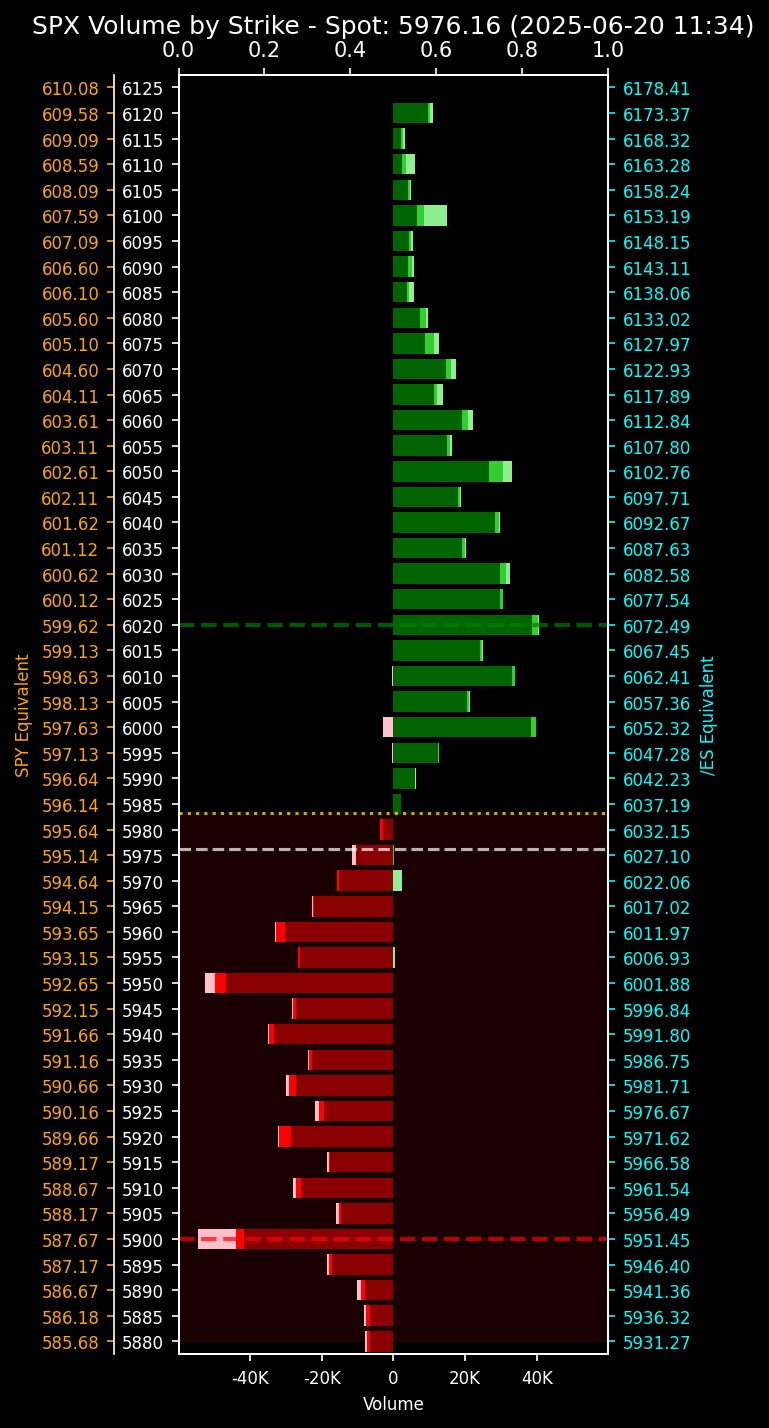 SPX Volume by Strike - Spot: 5976.16 (2025-06-20 11:34)
0.0 0.2 0.4 0.6 0.8 1.0
610.08 6125 6178.41
609.58 6120 6173.37
609.09 6115 6168.32
608.59 6110 6163.28
608.09 6105 6158.24
607.59 6100 6153.19
607.09 6095 6148.15
606.60 6090 6143.11
606.10 6085 6138.06
605.60 6080 6133.02
605.10 6075 6127.97
604.60 6070 6122.93
604.11 6065 6117.89
603.61 6060 6112.84
603.11 6055 6107.80
602.61 6050 6102.76
602.11 6045 6097.71
601.62 6040 6092.67
601.12 6035 6087.63
600.62 6030 6082.58
600.12 6025 6077.54
599.62 6020 6072.49
599.13 6015 6067.45
598.63 6010 6062.41
598.13 6005 6057.36
597.63 6000 6052.32
597.13 5995 6047.28
596.64 5990 6042.23
596.14 5985 6037.19
595.64 5980 6032.15
595.14 5975 6027.10
594.64 5970 6022.06
594.15 5965 6017.02
593.65 5960 6011.97
593.15 5955 6006.93
592.65 5950 6001.88
592.15 5945 5996.84
591.66 5940 5991.80
591.16 5935 5986.75
590.66 5930 5981.71
590.16 5925 5976.67
589.66 5920 5971.62
589.17 5915 5966.58
588.67 5910 5961.54
588.17 5905 5956.49
587.67 5900 5951.45
587.17 5895 5946.40
586.67 5890 5941.36
586.18 5885 5936.32
585.68 5880 5931.27
SPY Equivalent
/ES Equivalent
-40K -20K 0 20K 40K
Volume